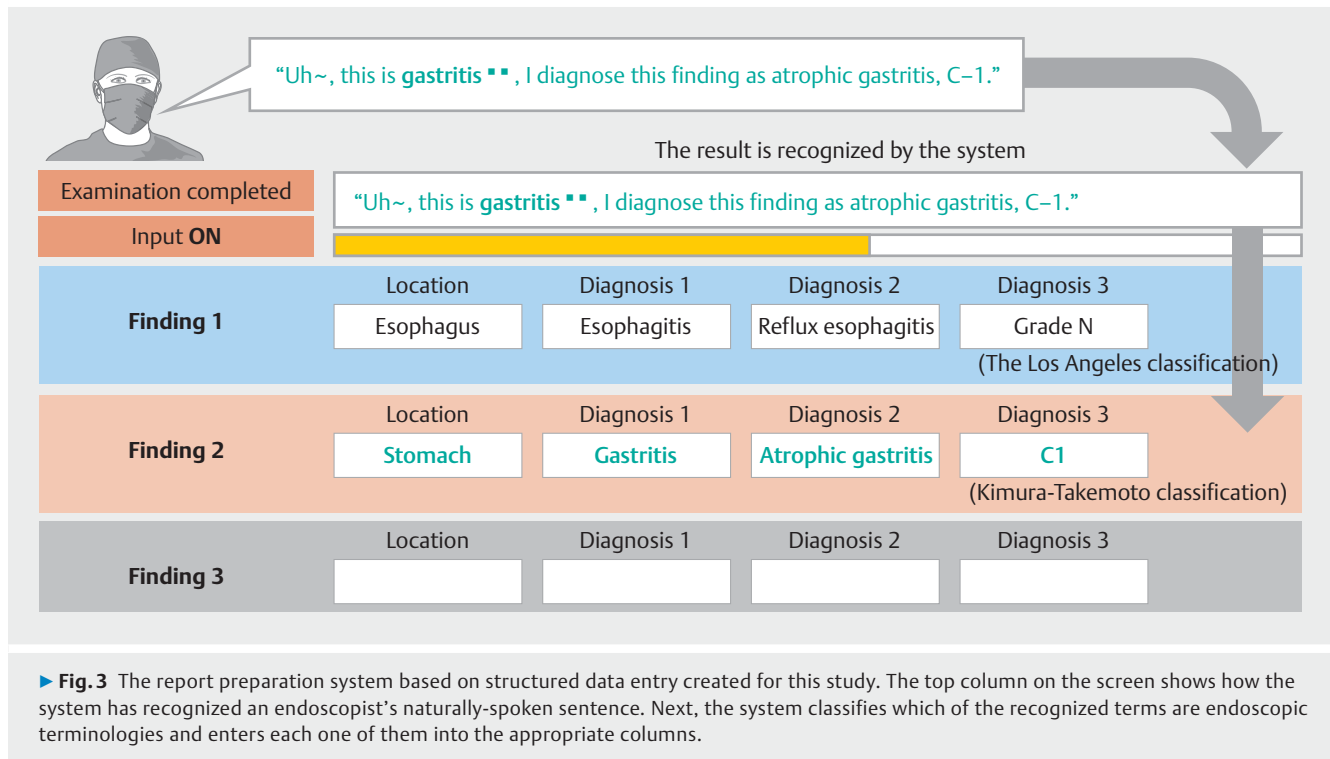 “Uh~, this is gastritis ▪▪, I diagnose this finding as atrophic gastritis, C–1.”
The result is recognized by the system
Examination completed
“Uh~, this is gastritis ▪▪, I diagnose this finding as atrophic gastritis, C–1.”
Input ON
Location Diagnosis 1 Diagnosis 2 Diagnosis 3
Finding 1 Esophagus Esophagitis Reflux esophagitis Grade N
(The Los Angeles classification)
Location Diagnosis 1 Diagnosis 2 Diagnosis 3
Finding 2 Stomach Gastritis Atrophic gastritis C1
(Kimura-Takemoto classification)
Location Diagnosis 1 Diagnosis 2 Diagnosis 3
Finding 3
▶ Fig. 3 The report preparation system based on structured data entry created for this study. The top column on the screen shows how the
system has recognized an endoscopist’s naturally-spoken sentence. Next, the system classifies which of the recognized terms are endoscopic
terminologies and enters each one of them into the appropriate columns.